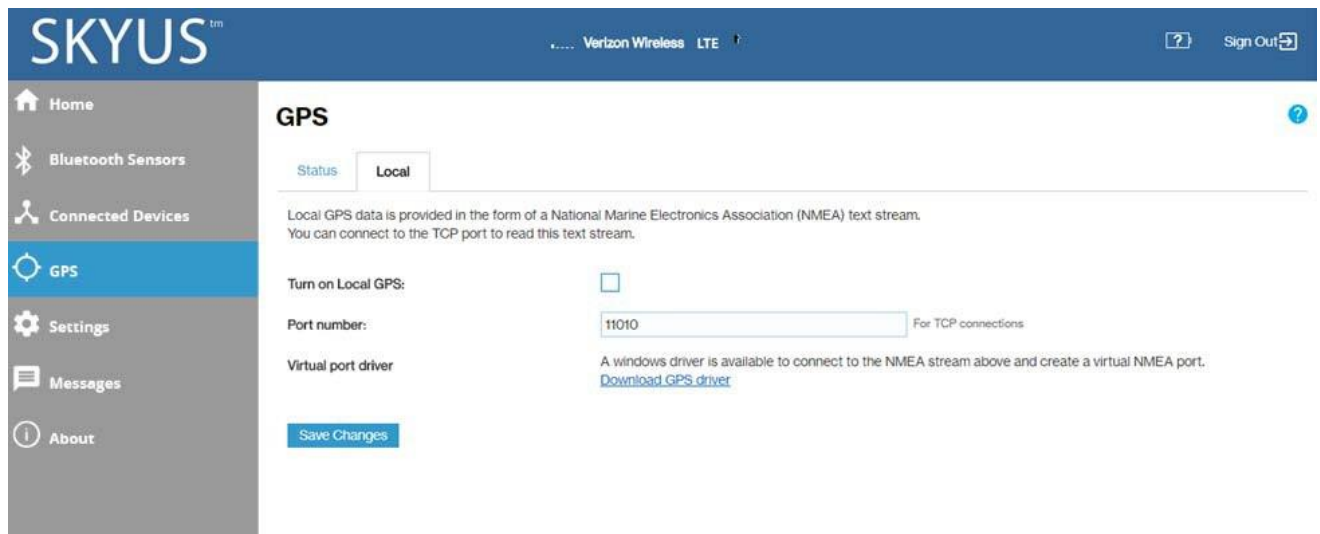 SKYUS™
Verizon Wireless LTE
Sign Out
Home
Bluetooth Sensors
Connected Devices
GPS
Settings
Messages
About
GPS
Status
Local
Local GPS data is provided in the form of a National Marine Electronics Association (NMEA) text stream.
You can connect to the TCP port to read this text stream.
Turn on Local GPS:
Port number: 11010 For TCP connections
Virtual port driver A windows driver is available to connect to the NMEA stream above and create a virtual NMEA port.
Download GPS driver
Save Changes